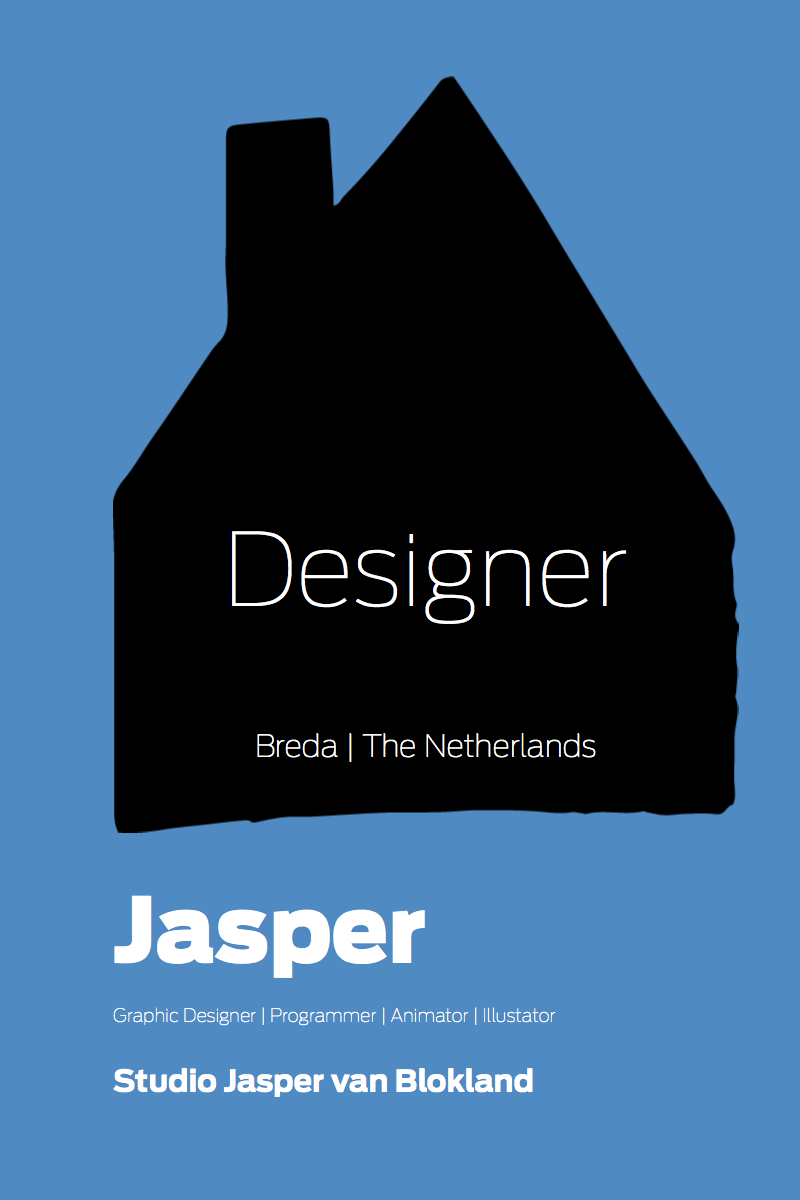 Designer
Breda | The Netherlands
Jasper
Graphic Designer | Programmer | Animator | Illustator
Studio Jasper van Blokland